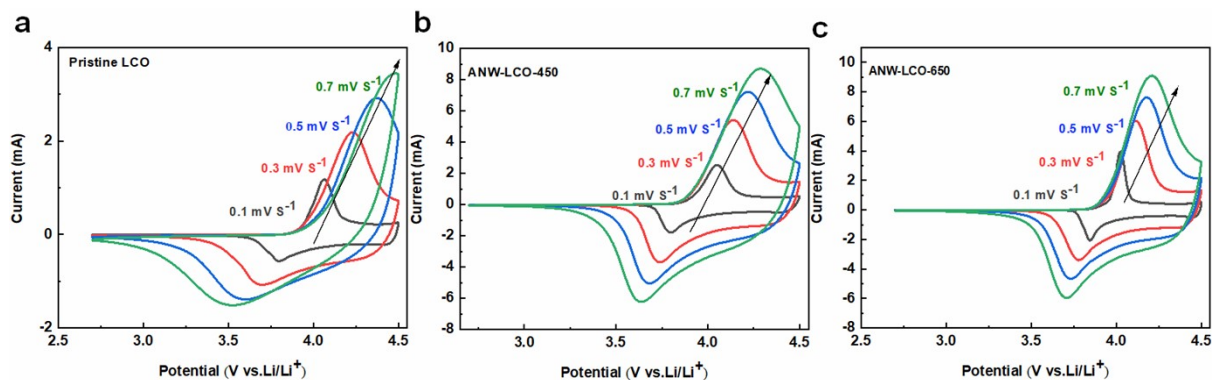 a
Pristine LCO
0.7 mV S⁻¹
0.5 mV S⁻¹
0.3 mV S⁻¹
0.1 mV S⁻¹
Current (mA)
4
2
0
-2
2.5
3.0
3.5
4.0
4.5
Potential (V vs.Li/Li⁺)
b
ANW-LCO-450
0.7 mV S⁻¹
0.5 mV S⁻¹
0.3 mV S⁻¹
0.1 mV S⁻¹
Current (mA)
10
8
6
4
2
0
-2
-4
-6
-8
3.0
3.5
4.0
4.5
Potential (V vs.Li/Li⁺)
c
ANW-LCO-650
0.7 mV S⁻¹
0.5 mV S⁻¹
0.3 mV S⁻¹
0.1 mV S⁻¹
Current (mA)
10
8
6
4
2
0
-2
-4
-6
-8
2.5
3.0
3.5
4.0
4.5
Potential (V vs.Li/Li⁺)